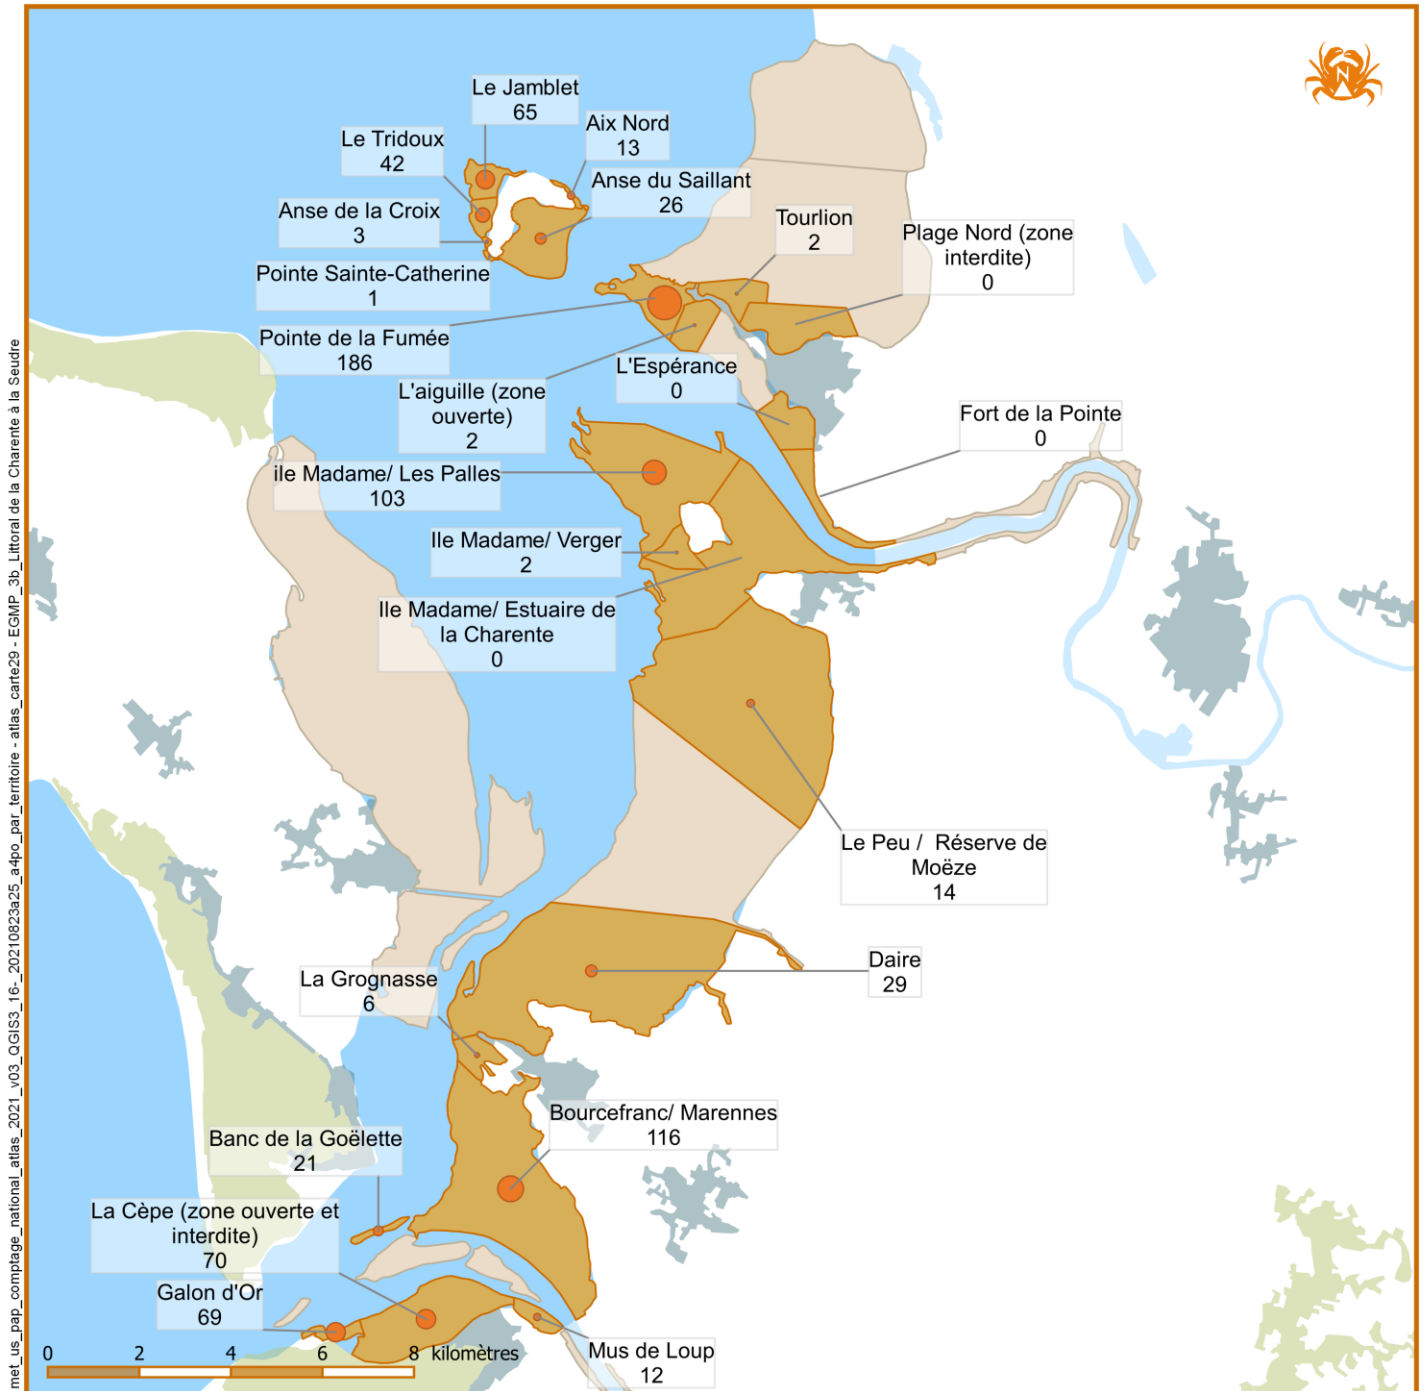 Le Jamblet
65
Aix Nord
13
Le Tridoux
42
Anse du Saillant
26
Anse de la Croix
3
Tourlion
2
Plage Nord (zone
interdite)
0
Pointe Sainte-Catherine
1
Pointe de la Fumée
186
L'Espérance
0
L'aiguille (zone
ouverte)
2
Fort de la Pointe
0
ile Madame/ Les Palles
103
Ile Madame/ Verger
2
Ile Madame/ Estuaire de
la Charente
0
Le Peu / Réserve de
Moëze
14
Daire
29
La Grognasse
6
Bourcefranc/ Marennes
116
Banc de la Goëlette
21
La Cèpe (zone ouverte et
interdite)
70
Galon d'Or
69
Mus de Loup
12
0 2 4 6 8 kilomètres
met_us_pap_comptage_national_atlas_2021_v03_QGIS3_16- 20210823a25_a4po_par_territoire - atlas_carte29 - EGMP_3b_Littoral de la Charente à la Seudre
N